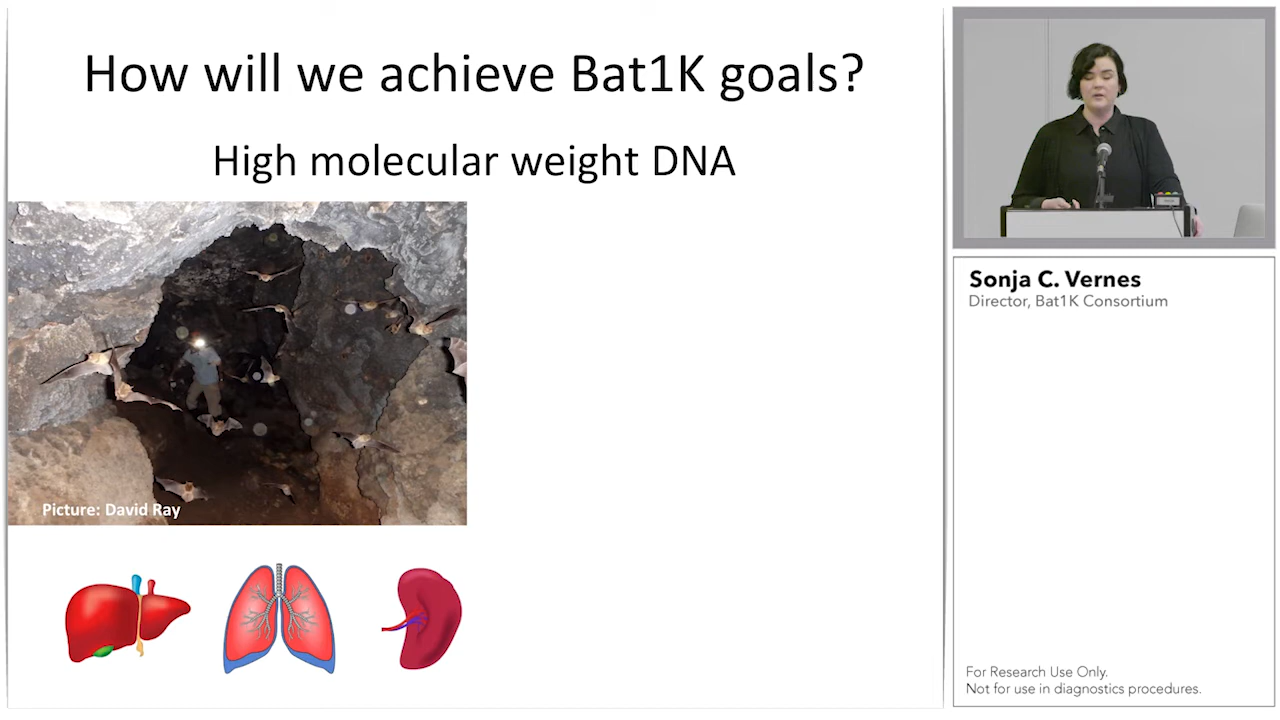 How will we achieve Bat1K goals?
High molecular weight DNA
Picture: David Ray
Sonja C. Vernes
Director, Bat1K Consortium
For Research Use Only.
Not for use in diagnostics procedures.